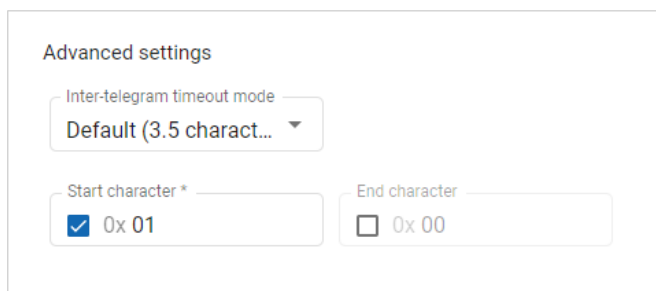 Advanced settings
Inter-telegram timeout mode
Default (3.5 charact...
Start character * End character
0x 01 0x 00